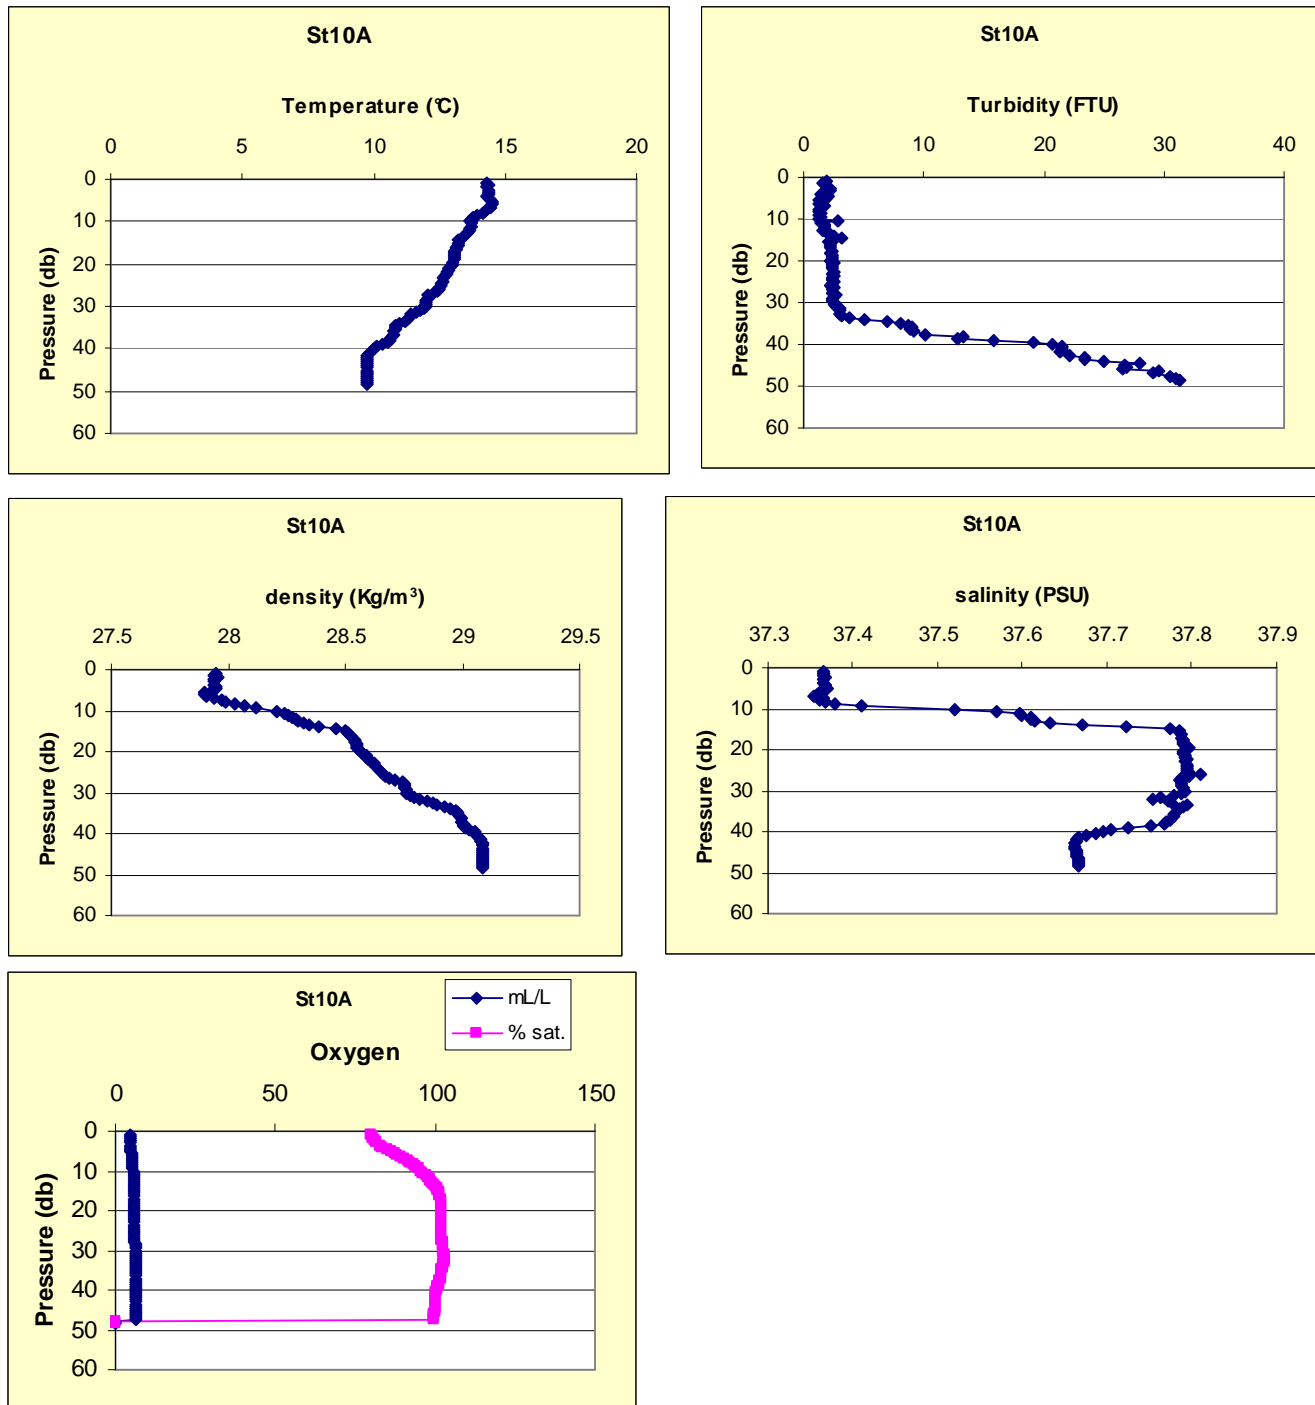 St10A
Temperature (°C)
0 5 10 15 20
0
10
20
30
40
50
60
Pressure (db)
St10A
Turbidity (FTU)
0 10 20 30 40
0
10
20
30
40
50
60
Pressure (db)
St10A
density (Kg/m³)
27.5 28 28.5 29 29.5
0
10
20
30
40
50
60
Pressure (db)
St10A
salinity (PSU)
37.3 37.4 37.5 37.6 37.7 37.8 37.9
0
10
20
30
40
50
60
Pressure (db)
St10A
mL/L
% sat.
Oxygen
0 50 100 150
0
10
20
30
40
50
60
Pressure (db)